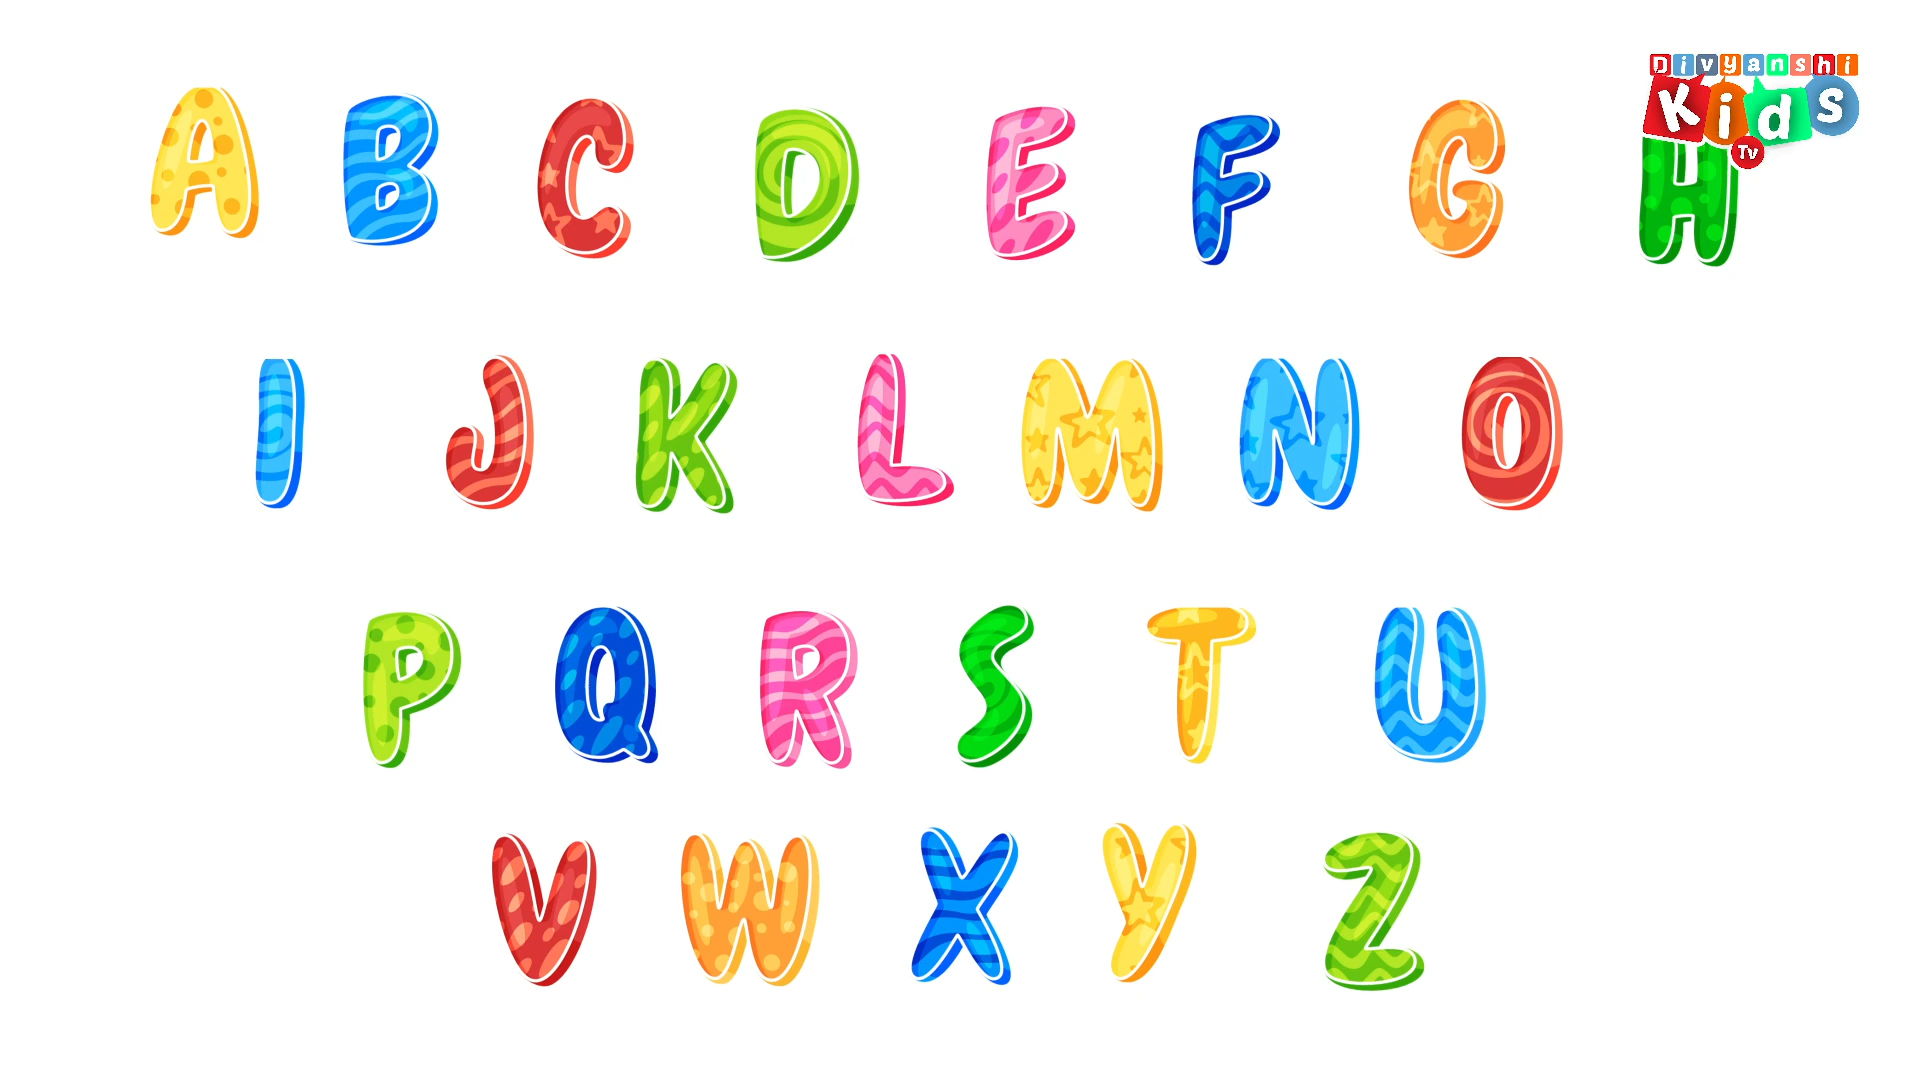 Divyanshi
Kids
Tv
A B C D E F G H
I J K L M N O
P Q R S T U
V W X Y Z